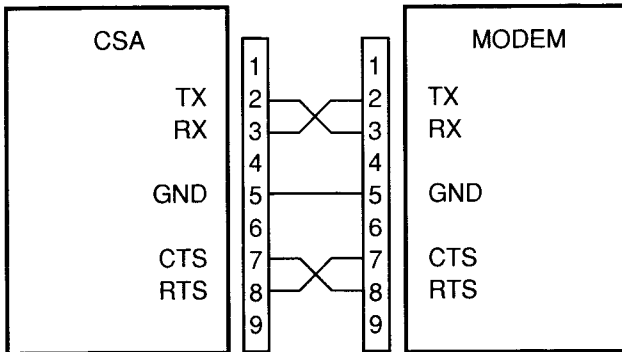 CSA MODEM
1 1
TX 2 2 TX
RX 3 3 RX
4 4
GND 5 5 GND
6 6
CTS 7 7 CTS
RTS 8 8 RTS
9 9